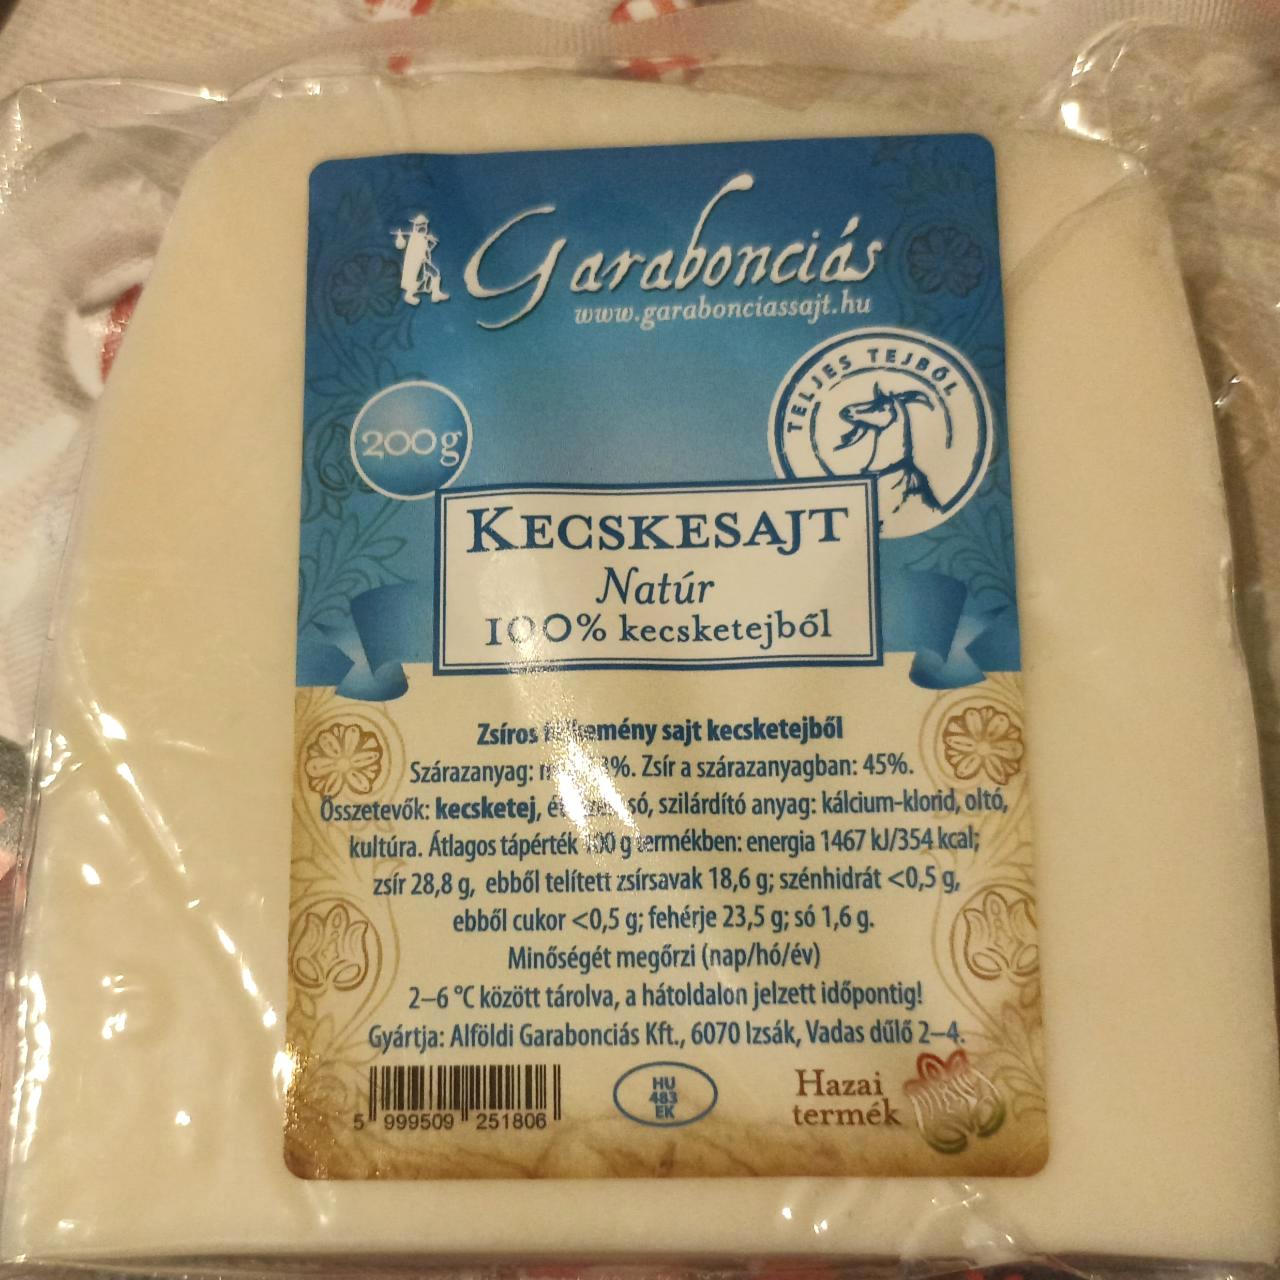 Garabonciás
www.garabonciassajt.hu
TELJES TEJBŐL
200g
KECSKESAJT
Natúr
100% kecsketejből
Zsíros sajt kecsketejből
Szárazanyag: Zsír a szárazanyagban: 45%.
Összetevők: kecsketej, só, szilárdító anyag: kálcium-klorid, oltó,
kultúra. Átlagos tápérték 100 g termékben: energia 1467 kJ/354 kcal;
zsír 28,8 g, ebből telített zsírsavak 18,6 g; szénhidrát <0,5 g,
ebből cukor <0,5 g; fehérje 23,5 g; só 1,6 g.
Minőségét megőrzi (nap/hó/év)
2–6 °C között tárolva, a hátoldalon jelzett időpontig!
Gyártja: Alföldi Garabonciás Kft., 6070 Izsák, Vadas dűlő 2–4.
5 999509 251806
HU
483
EK
Hazai
termék